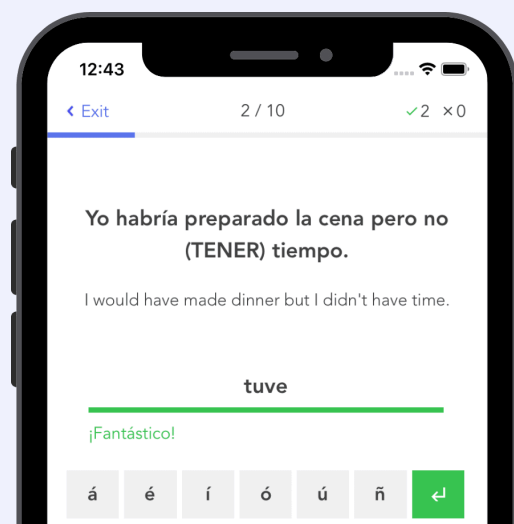 12:43
Exit 2 / 10 ✓2 ×0
Yo habría preparado la cena pero no
(TENER) tiempo.
I would have made dinner but I didn't have time.
tuve
¡Fantástico!
á é í ó ú ñ